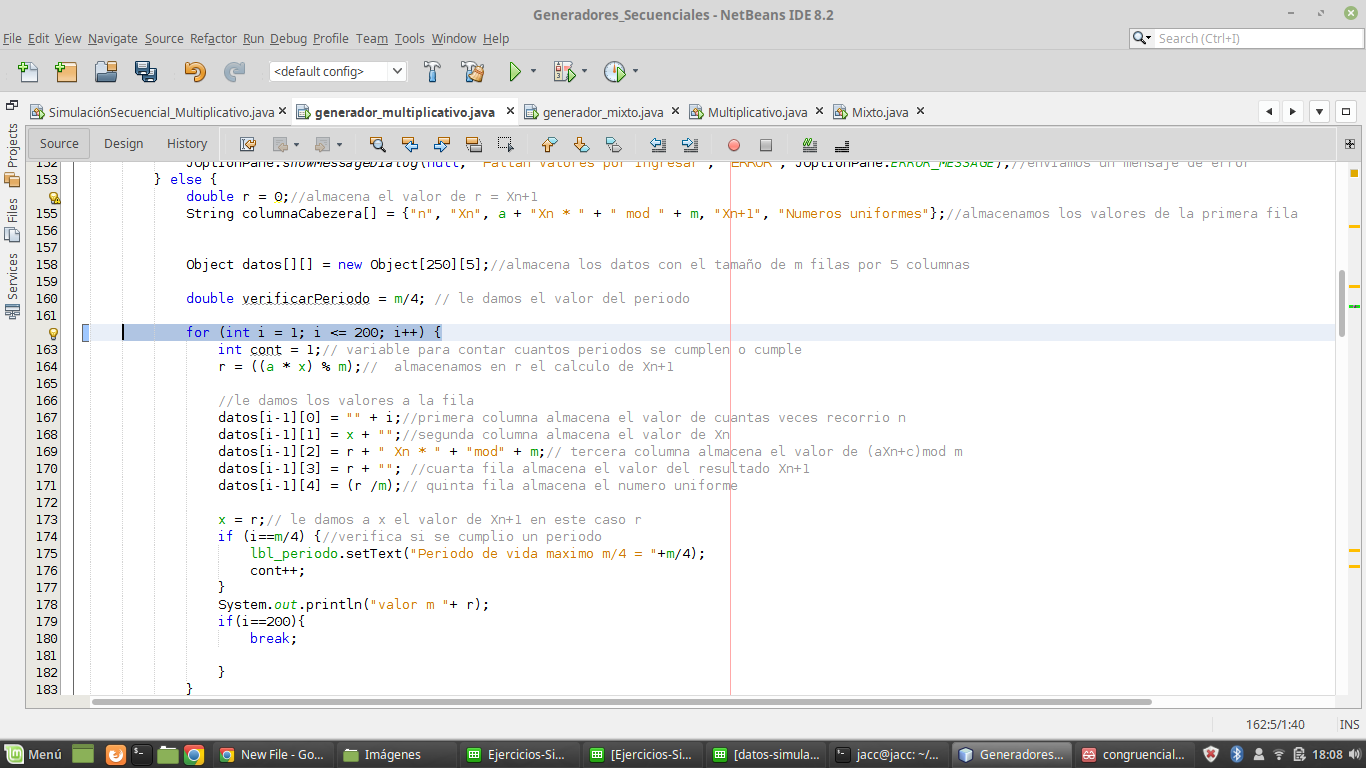 Generadores_Secuenciales - NetBeans IDE 8.2
File Edit View Navigate Source Refactor Run Debug Profile Team Tools Window Help
Search (Ctrl+I)
<default config>
SimulaciónSecuencial_Multiplicativo.java generador_multiplicativo.java generador_mixto.java Multiplicativo.java Mixto.java
Source Design History
Projects
Files
Services
152 JOptionPane.showMessageDialog(null, "Faltan valores por ingresar", "ERROR", JOptionPane.ERROR_MESSAGE);//enviamos un mensaje de error
153 } else {
double r = 0;//almacena el valor de r = Xn+1
155 String columnaCabezera[] = {"n", "Xn", a + "Xn * " + " mod " + m, "Xn+1", "Numeros uniformes"};//almacenamos los valores de la primera fila
156
157
158 Object datos[][] = new Object[250][5];//almacena los datos con el tamaño de m filas por 5 columnas
159
160 double verificarPeriodo = m/4; // le damos el valor del periodo
161
for (int i = 1; i <= 200; i++) {
163 int cont = 1;// variable para contar cuantos periodos se cumplen o cumple
164 r = ((a * x) % m);//  almacenamos en r el calculo de Xn+1
165
166 //le damos los valores a la fila
167 datos[i-1][0] = "" + i;//primera columna almacena el valor de cuantas veces recorrio n
168 datos[i-1][1] = x + "";//segunda columna almacena el valor de Xn
169 datos[i-1][2] = r + " Xn * " + "mod" + m;// tercera columna almacena el valor de (aXn+c)mod m
170 datos[i-1][3] = r + ""; //cuarta fila almacena el valor del resultado Xn+1
171 datos[i-1][4] = (r /m);// quinta fila almacena el numero uniforme
172
173 x = r;// le damos a x el valor de Xn+1 en este caso r
174 if (i==m/4) {//verifica si se cumplio un periodo
175 lbl_periodo.setText("Periodo de vida maximo m/4 = "+m/4);
176 cont++;
177 }
178 System.out.println("valor m "+ r);
179 if(i==200){
180 break;
181
182 }
183 }
162:5/1:40 INS
Menú New File - Go... Imágenes Ejercicios-Si... [Ejercicios-Si... [datos-simula... jacc@jacc: ~/... Generadores... congruencial... 18:08